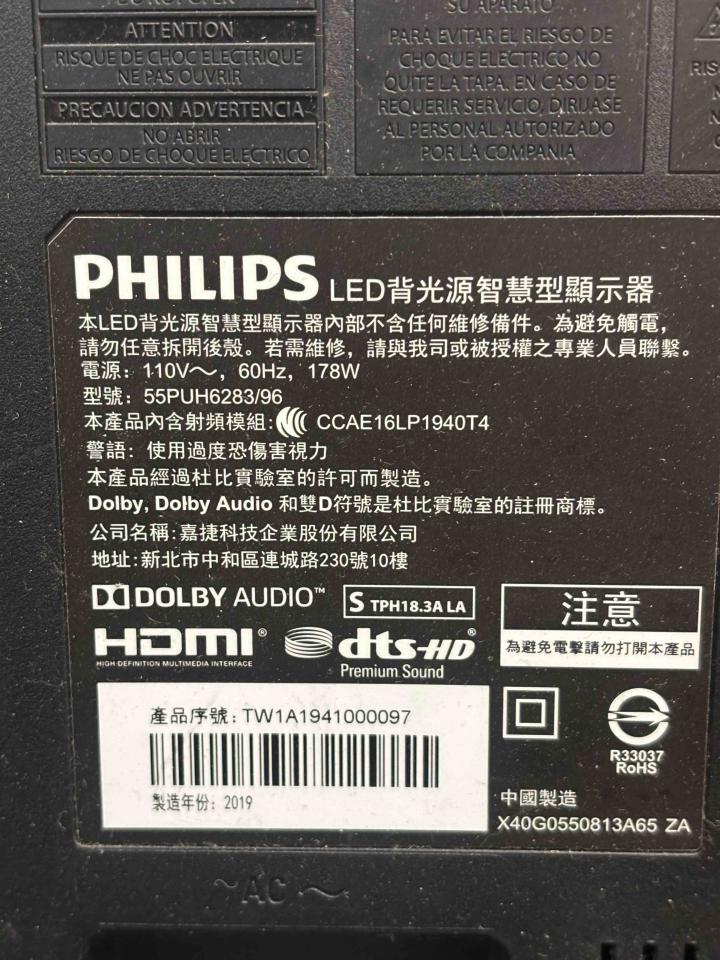 ATTENTION
RISQUE DE CHOC ELECTRIQUE
NE PAS OUVRIR
PRECAUCION ADVERTENCIA
NO ABRIR
RIESGO DE CHOQUE ELECTRICO
SU APARATO
PARA EVITAR EL RIESGO DE
CHOQUE ELECTRICO NO
QUITE LA TAPA. EN CASO DE
REQUERIR SERVICIO, DIRIJASE
AL PERSONAL AUTORIZADO
POR LA COMPANIA
PHILIPS LED背光源智慧型顯示器
本LED背光源智慧型顯示器內部不含任何維修備件。為避免觸電,
請勿任意拆開後殼。若需維修,請與我司或被授權之專業人員聯繫。
電源: 110V～, 60Hz, 178W
型號: 55PUH6283/96
本產品內含射頻模組: CCAE16LP1940T4
警語: 使用過度恐傷害視力
本產品經過杜比實驗室的許可而製造。
Dolby, Dolby Audio 和雙D符號是杜比實驗室的註冊商標。
公司名稱:嘉捷科技企業股份有限公司
地址:新北市中和區連城路230號10樓
DOLBY AUDIO™
S TPH18.3A LA
HDMI®
HIGH-DEFINITION MULTIMEDIA INTERFACE
dts-HD®
Premium Sound
注意
為避免電擊請勿打開本產品
產品序號: TW1A1941000097
製造年份: 2019
R33037
RoHS
中國製造
X40G0550813A65 ZA
~AC~